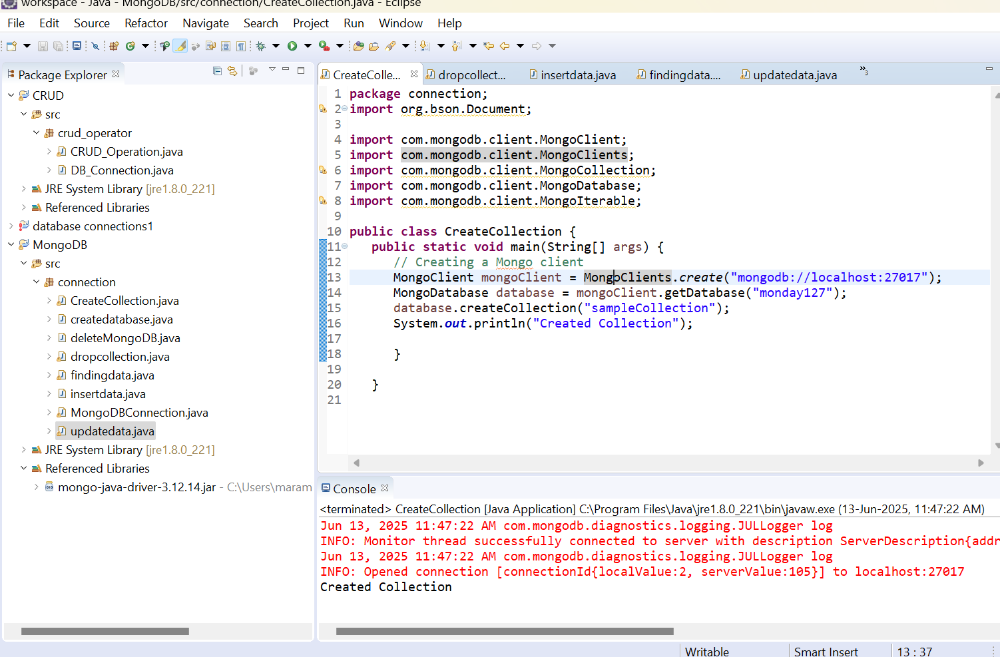 workspace - Java - MongoDB/src/connection/CreateCollection.java - Eclipse
File Edit Source Refactor Navigate Search Project Run Window Help
Package Explorer
CRUD
src
crud_operator
CRUD_Operation.java
DB_Connection.java
JRE System Library [jre1.8.0_221]
Referenced Libraries
database connections1
MongoDB
src
connection
CreateCollection.java
createdatabase.java
deleteMongoDB.java
dropcollection.java
findingdata.java
insertdata.java
MongoDBConnection.java
updatedata.java
JRE System Library [jre1.8.0_221]
Referenced Libraries
mongo-java-driver-3.12.14.jar - C:\Users\maram
CreateColle... dropcollect... insertdata.java findingdata.... updatedata.java »3
1 package connection;
2 import org.bson.Document;
3
4 import com.mongodb.client.MongoClient;
5 import com.mongodb.client.MongoClients;
6 import com.mongodb.client.MongoCollection;
7 import com.mongodb.client.MongoDatabase;
8 import com.mongodb.client.MongoIterable;
9
10 public class CreateCollection {
11 public static void main(String[] args) {
12 // Creating a Mongo client
13 MongoClient mongoClient = MongoClients.create("mongodb://localhost:27017");
14 MongoDatabase database = mongoClient.getDatabase("monday127");
15 database.createCollection("sampleCollection");
16 System.out.println("Created Collection");
17
18 }
19
20 }
21
Console
<terminated> CreateCollection [Java Application] C:\Program Files\Java\jre1.8.0_221\bin\javaw.exe (13-Jun-2025, 11:47:22 AM)
Jun 13, 2025 11:47:22 AM com.mongodb.diagnostics.logging.JULLogger log
INFO: Monitor thread successfully connected to server with description ServerDescription{addr
Jun 13, 2025 11:47:22 AM com.mongodb.diagnostics.logging.JULLogger log
INFO: Opened connection [connectionId{localValue:2, serverValue:105}] to localhost:27017
Created Collection
Writable Smart Insert 13 : 37